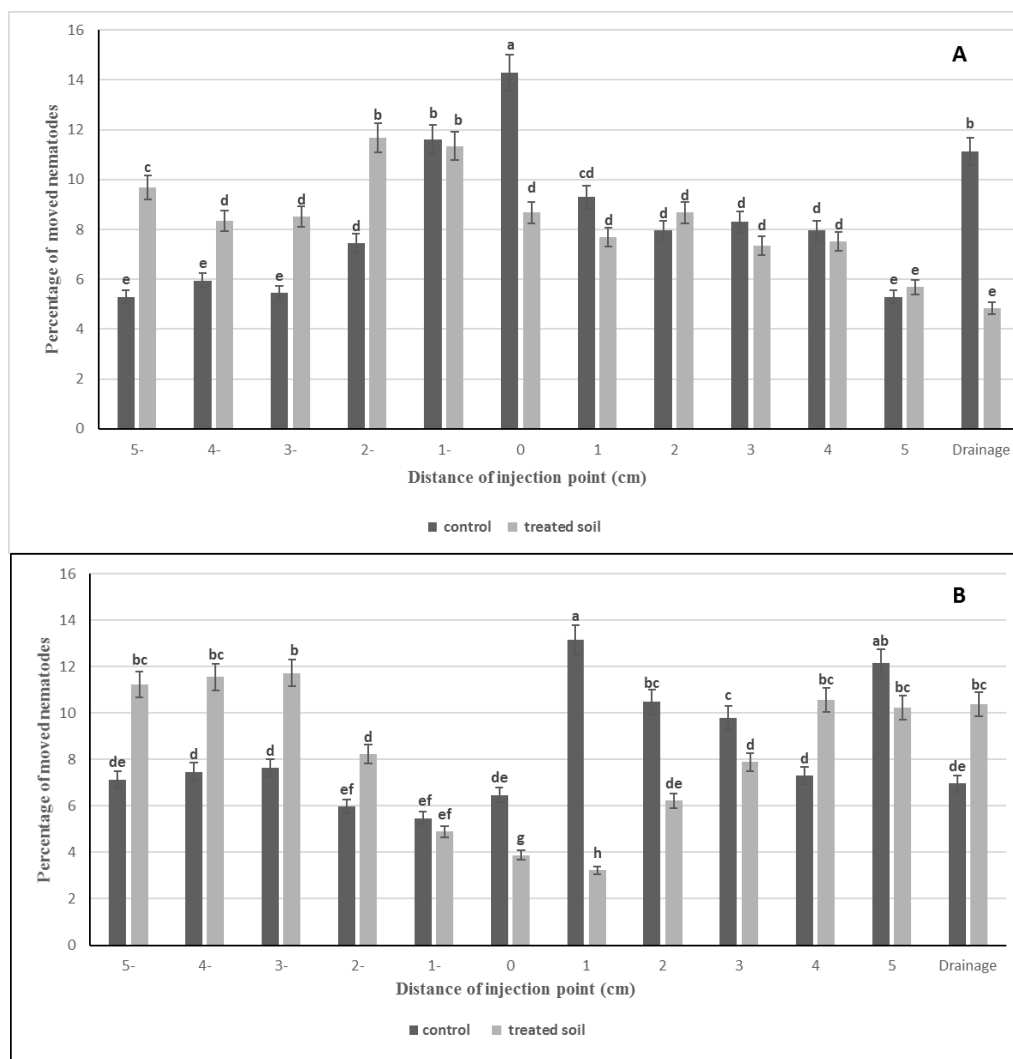 A
16
14
12
10
8
6
4
2
0
Percentage of moved nematodes
e c e d e d d b b b a d cd d d d d d d d e e b e
5- 4- 3- 2- 1- 0 1 2 3 4 5 Drainage
Distance of injection point (cm)
control treated soil
B
16
14
12
10
8
6
4
2
0
Percentage of moved nematodes
de bc d bc d b ef d ef ef de g a h bc de c d d bc ab bc de bc
5- 4- 3- 2- 1- 0 1 2 3 4 5 Drainage
Distance of injection point (cm)
control treated soil